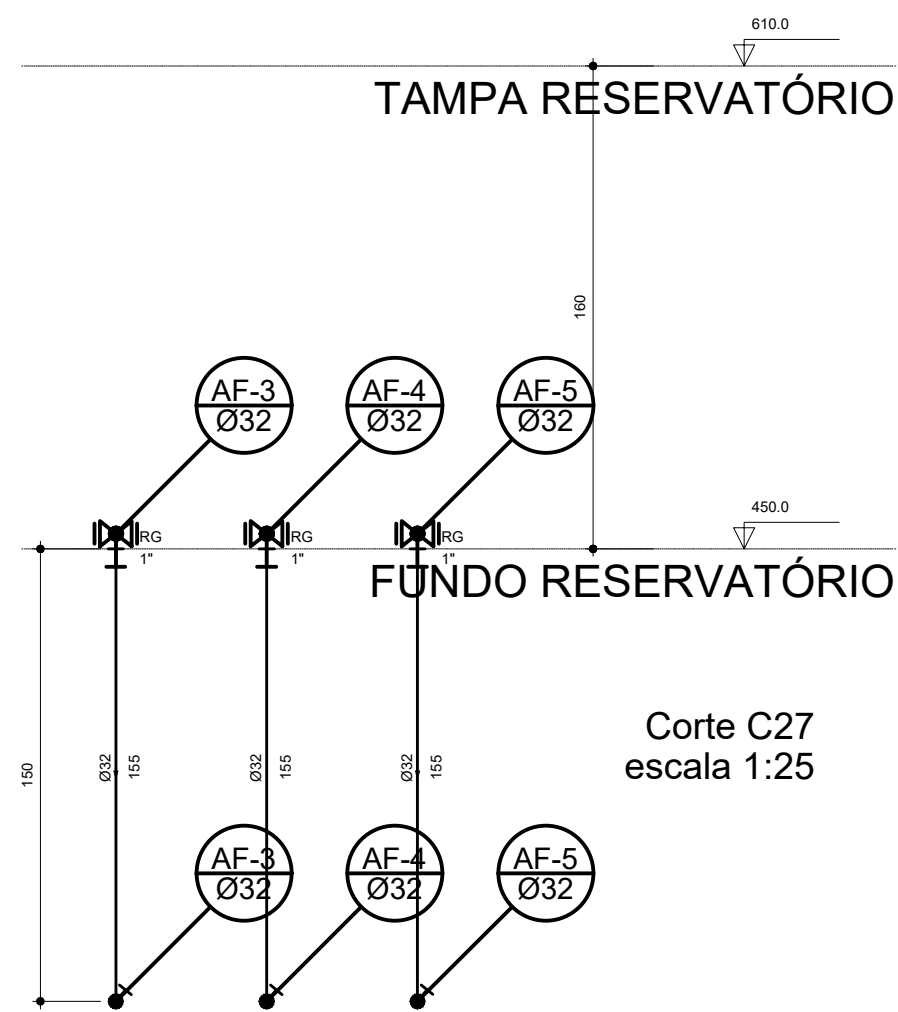 610.0
TAMPA RESERVATÓRIO
160
AF-3
Ø32
AF-4
Ø32
AF-5
Ø32
450.0
RG
1"
RG
1"
RG
1"
FUNDO RESERVATÓRIO
Corte C27
escala 1:25
150
Ø32
155
Ø32
155
Ø32
155
AF-3
Ø32
AF-4
Ø32
AF-5
Ø32